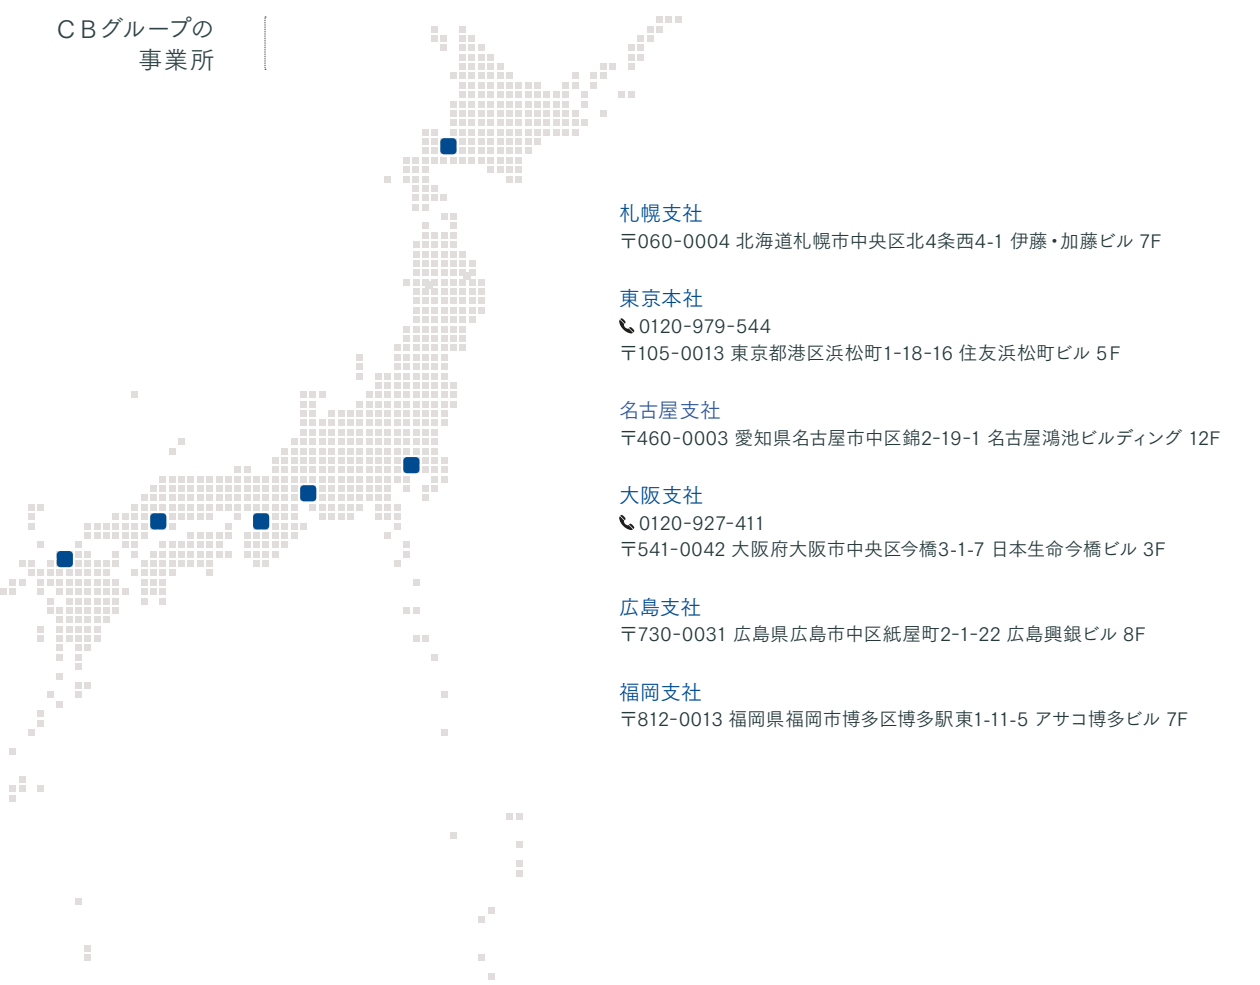 CBグループの
事業所
札幌支社
〒060-0004 北海道札幌市中央区北4条西4-1 伊藤・加藤ビル 7F
東京本社
0120-979-544
〒105-0013 東京都港区浜松町1-18-16 住友浜松町ビル 5F
名古屋支社
〒460-0003 愛知県名古屋市中区錦2-19-1 名古屋鴻池ビルディング 12F
大阪支社
0120-927-411
〒541-0042 大阪府大阪市中央区今橋3-1-7 日本生命今橋ビル 3F
広島支社
〒730-0031 広島県広島市中区紙屋町2-1-22 広島興銀ビル 8F
福岡支社
〒812-0013 福岡県福岡市博多区博多駅東1-11-5 アサコ博多ビル 7F